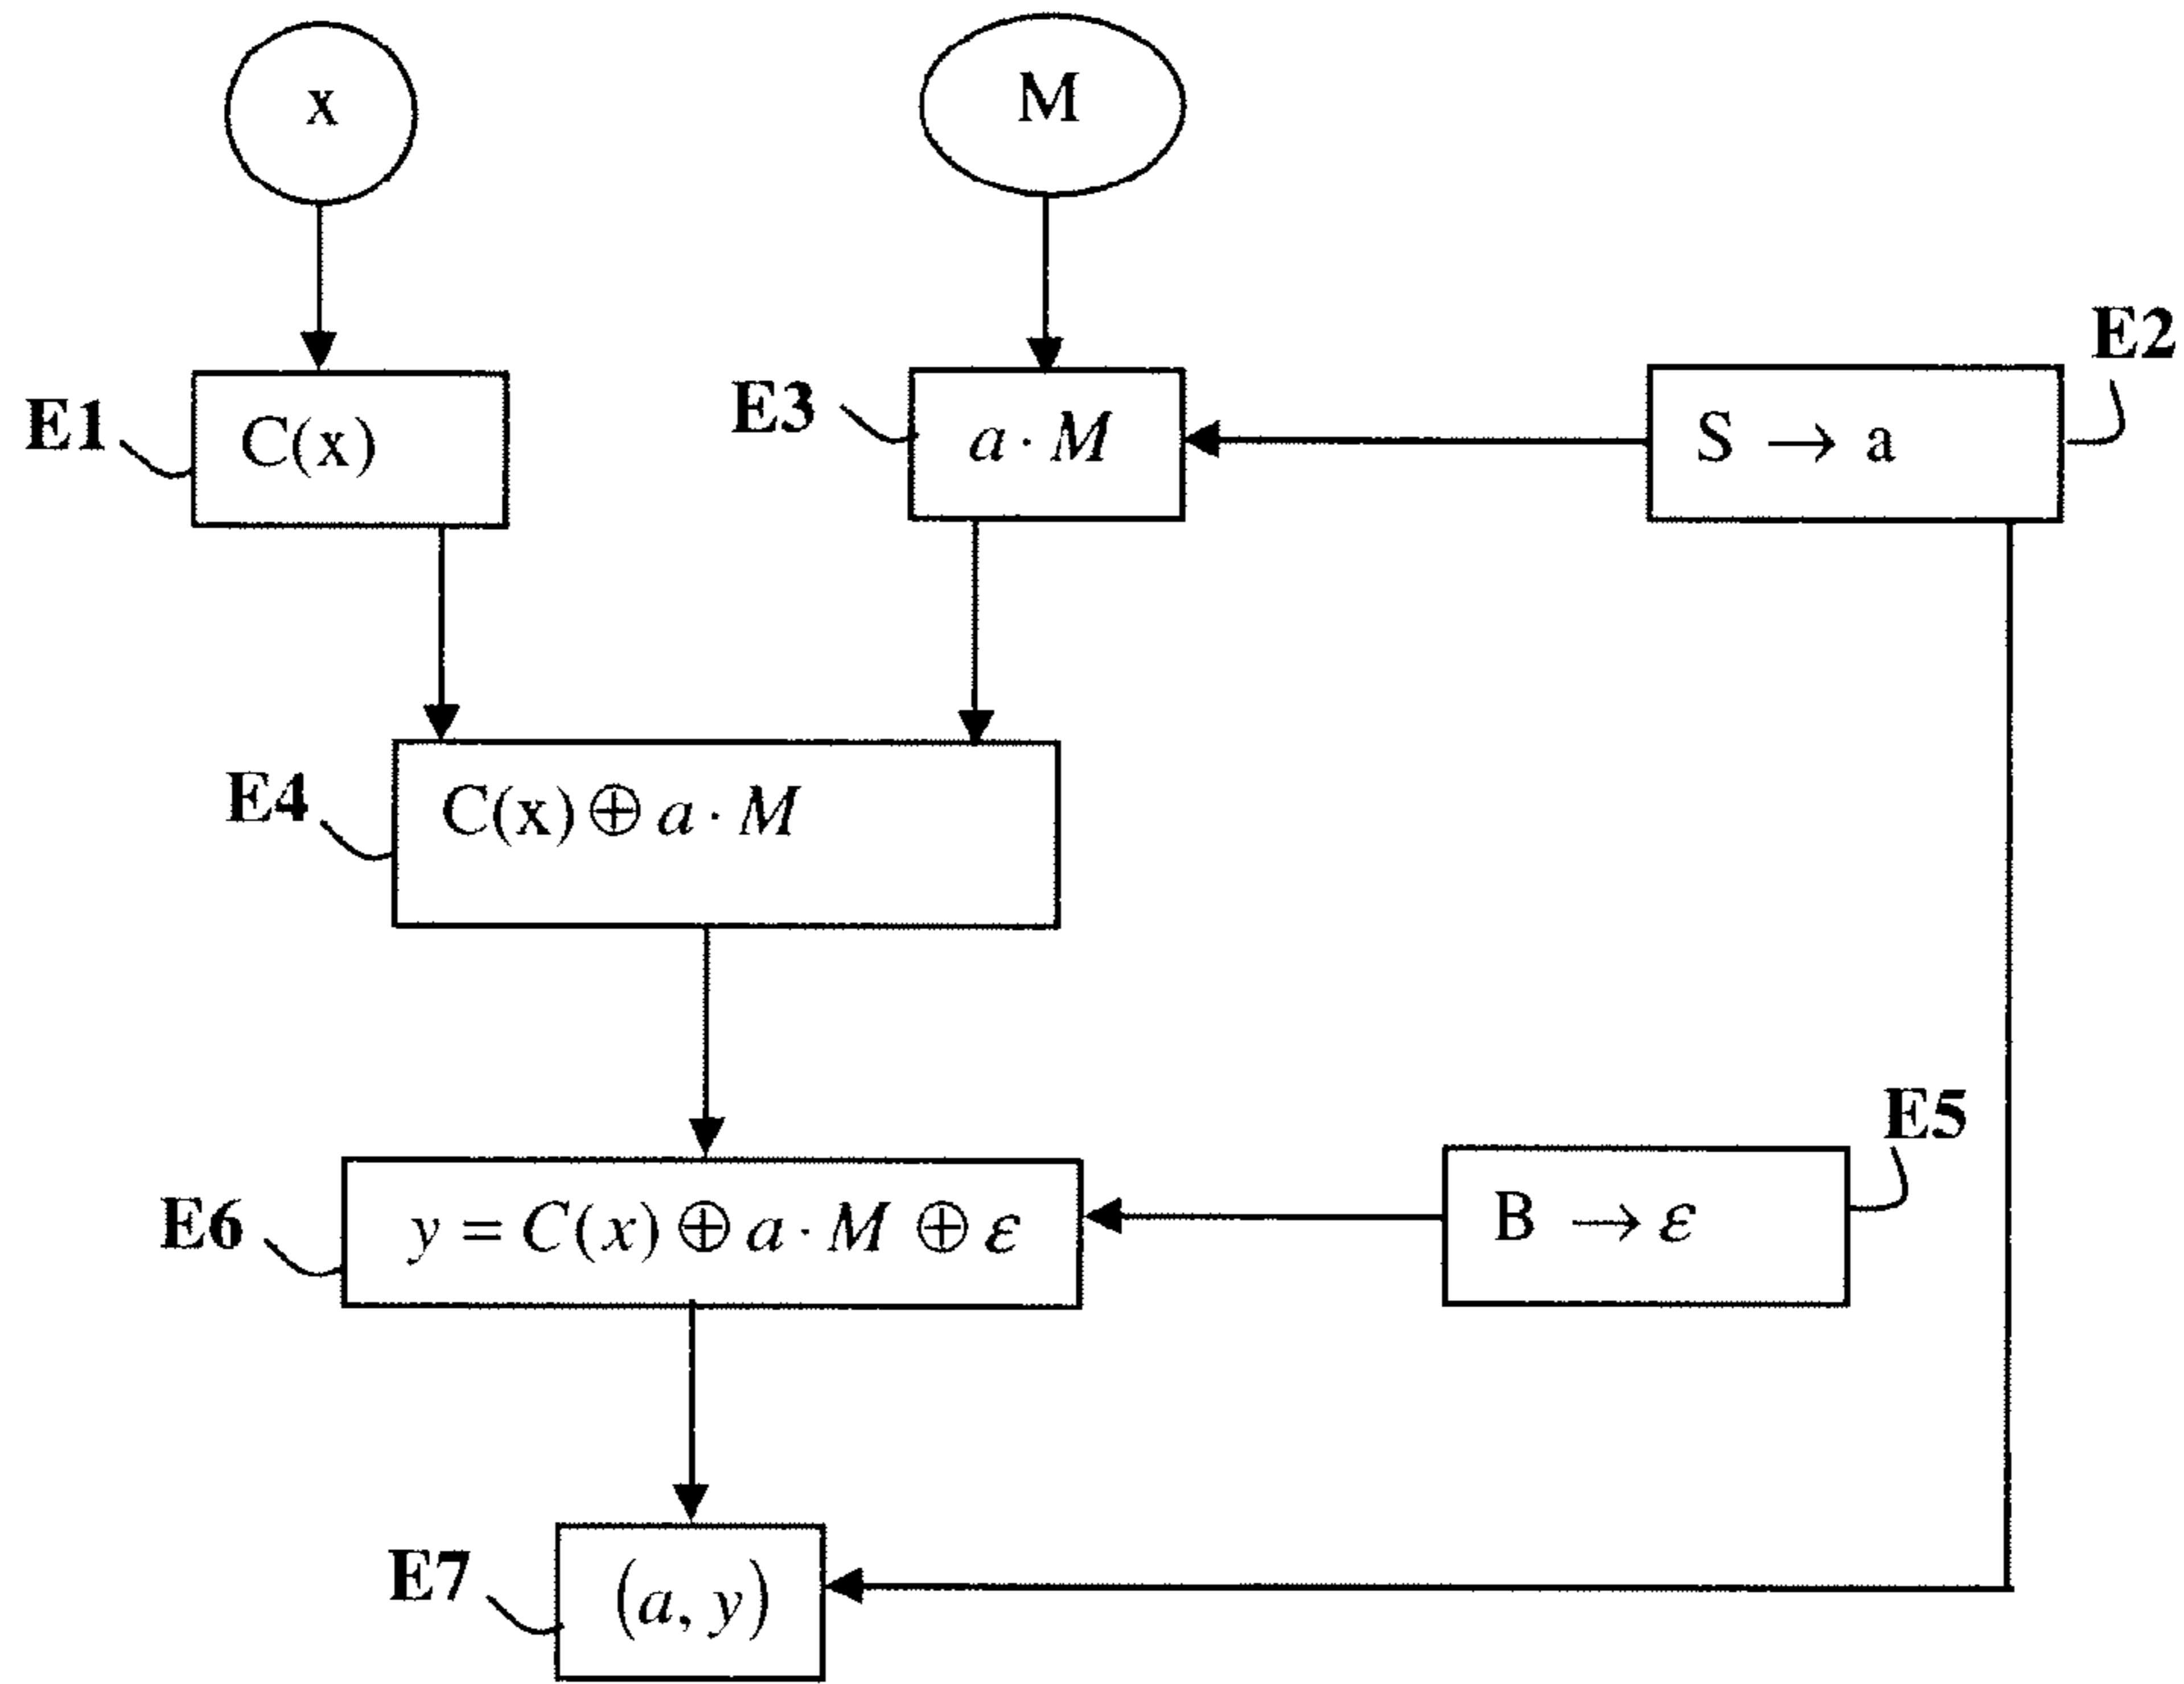 x
M
E1
C(x)
E3
a · M
S → a
E2
E4
C(x) ⊕ a · M
E6
y = C(x) ⊕ a · M ⊕ ε
B → ε
E5
E7
(a, y)